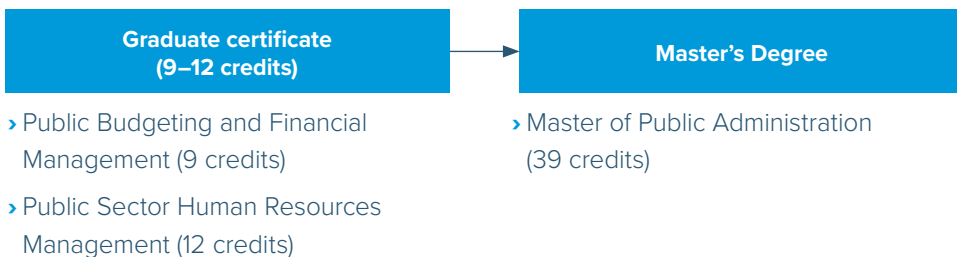 Graduate certificate
(9–12 credits)
Master's Degree
› Public Budgeting and Financial
Management (9 credits)
› Public Sector Human Resources
Management (12 credits)
› Master of Public Administration
(39 credits)